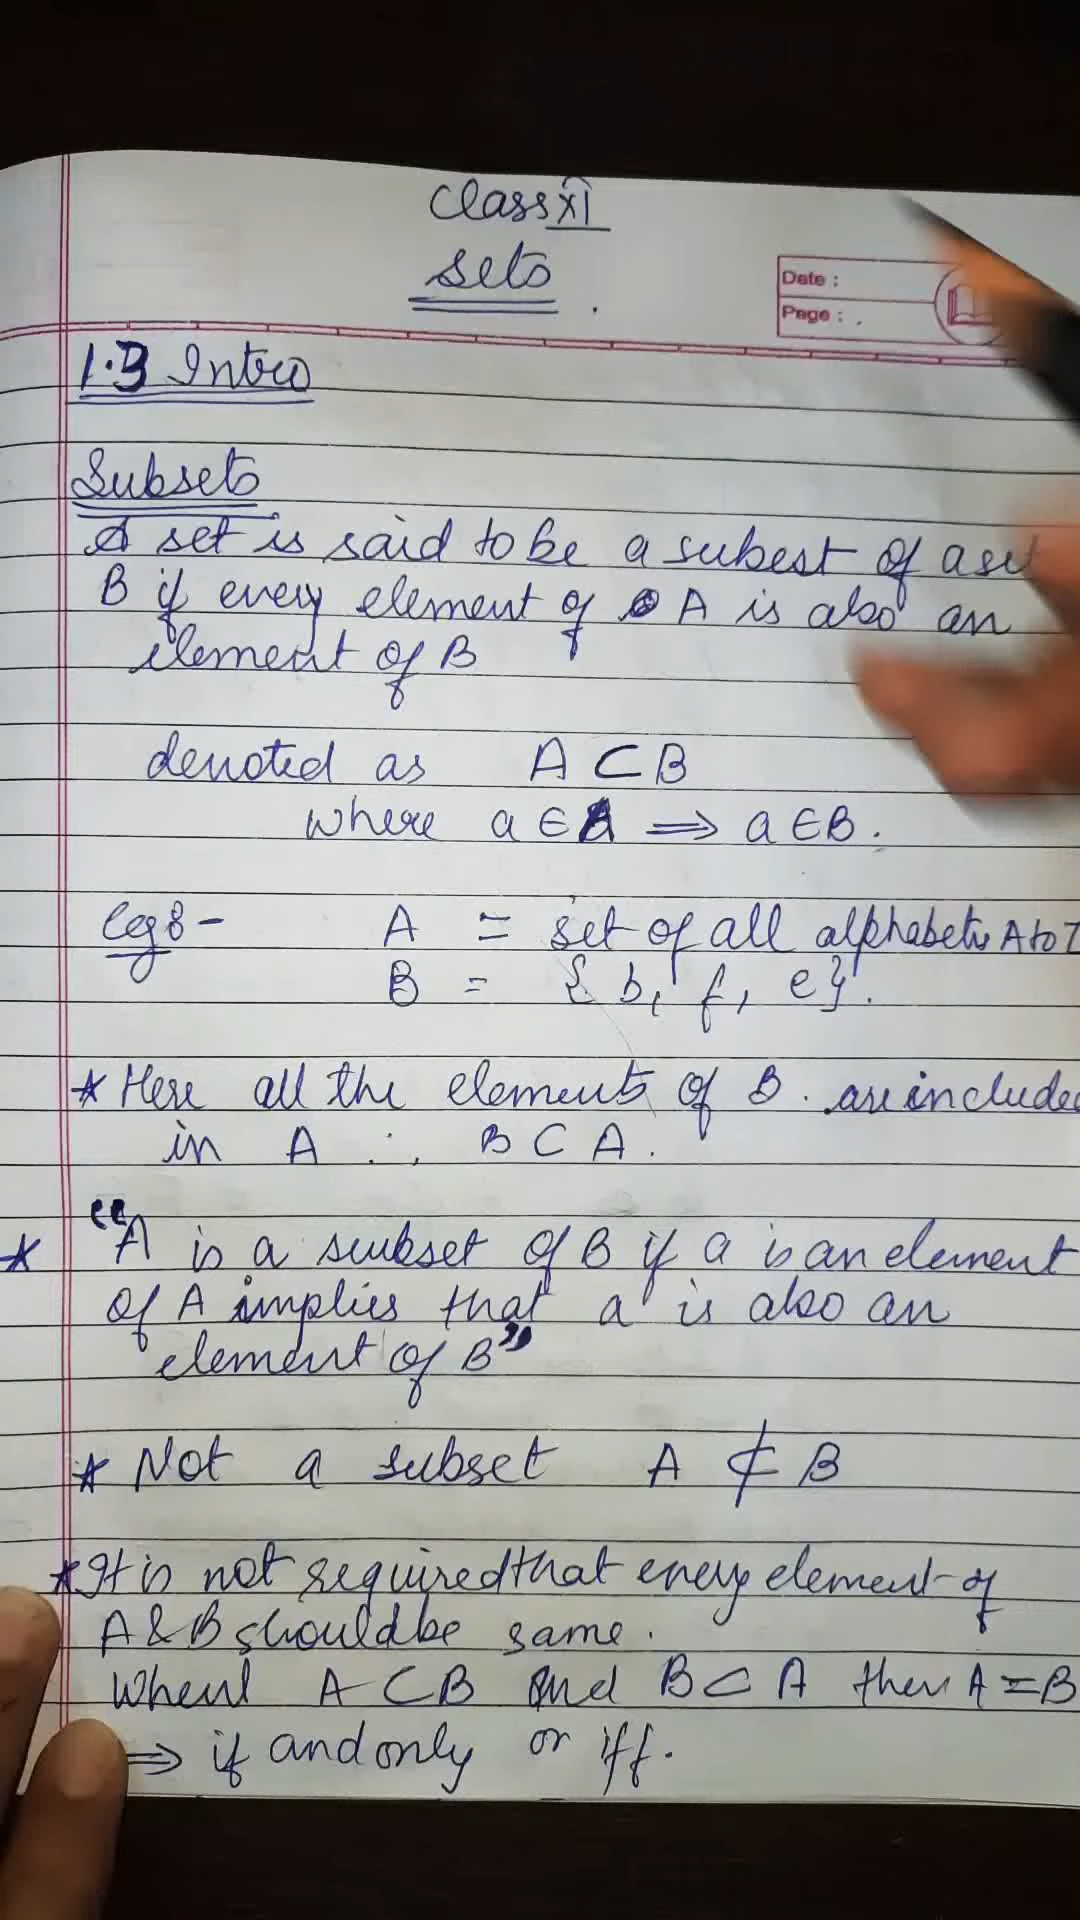 Class XI
Sets
Date :
Page :
1.3 Intro
Subsets
A set is said to be a subest of a set
B if every element of A is also an
element of B
denoted as A ⊂ B
where a ∈ A ⟹ a ∈ B.
eg:- A = set of all alphabets A to Z
B = { b, f, e}.
* Here all the elements of B. are included
in A ∴ B ⊂ A.
* "A is a subset of B if a is an element
of A implies that a is also an
element of B"
* Not a subset A ⊄ B
* It is not required that every element of
A & B should be same.
When A ⊂ B and B ⊂ A then A = B
⟹ if and only or iff.